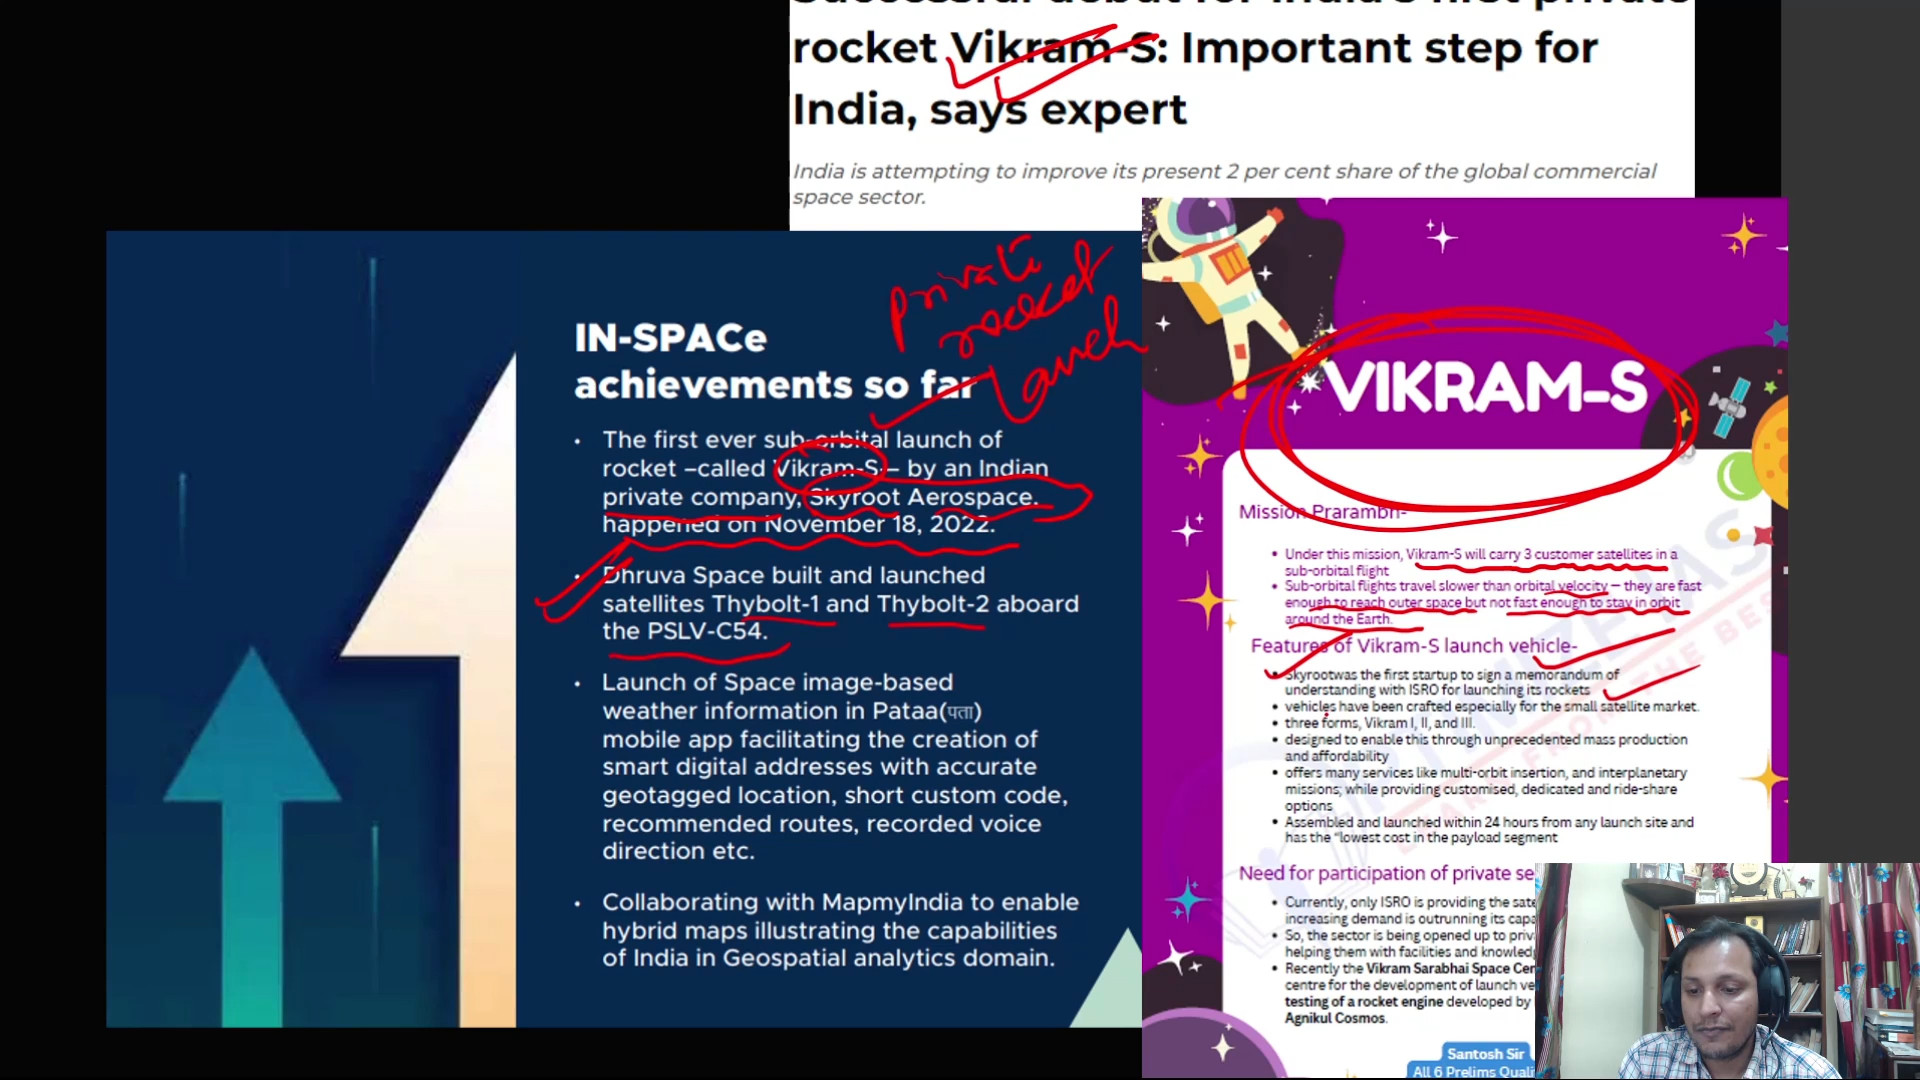 rocket Vikram-S: Important step for
India, says expert
India is attempting to improve its present 2 per cent share of the global commercial
space sector.
private
rocket
launch
IN-SPACe
achievements so far
• The first ever sub-orbital launch of
rocket –called Vikram-S – by an Indian
private company, Skyroot Aerospace.
happened on November 18, 2022.
• Dhruva Space built and launched
satellites Thybolt-1 and Thybolt-2 aboard
the PSLV-C54.
• Launch of Space image-based
weather information in Pataa(पता)
mobile app facilitating the creation of
smart digital addresses with accurate
geotagged location, short custom code,
recommended routes, recorded voice
direction etc.
• Collaborating with MapmyIndia to enable
hybrid maps illustrating the capabilities
of India in Geospatial analytics domain.
VIKRAM-S
Mission Prarambh-
• Under this mission, Vikram-S will carry 3 customer satellites in a
sub-orbital flight
• Sub-orbital flights travel slower than orbital velocity – they are fast
enough to reach outer space but not fast enough to stay in orbit
around the Earth.
Features of Vikram-S launch vehicle-
• Skyrootwas the first startup to sign a memorandum of
understanding with ISRO for launching its rockets
• vehicles have been crafted especially for the small satellite market.
• three forms, Vikram I, II, and III.
• designed to enable this through unprecedented mass production
and affordability
• offers many services like multi-orbit insertion, and interplanetary
missions; while providing customised, dedicated and ride-share
options
• Assembled and launched within 24 hours from any launch site and
has the “lowest cost in the payload segment
Need for participation of private se
• Currently, only ISRO is providing the sate
increasing demand is outrunning its capa
• So, the sector is being opened up to priv
helping them with facilities and knowled
• Recently the Vikram Sarabhai Space Cen
centre for the development of launch ve
testing of a rocket engine developed by
Agnikul Cosmos.
Santosh Sir
All 6 Prelims Quali